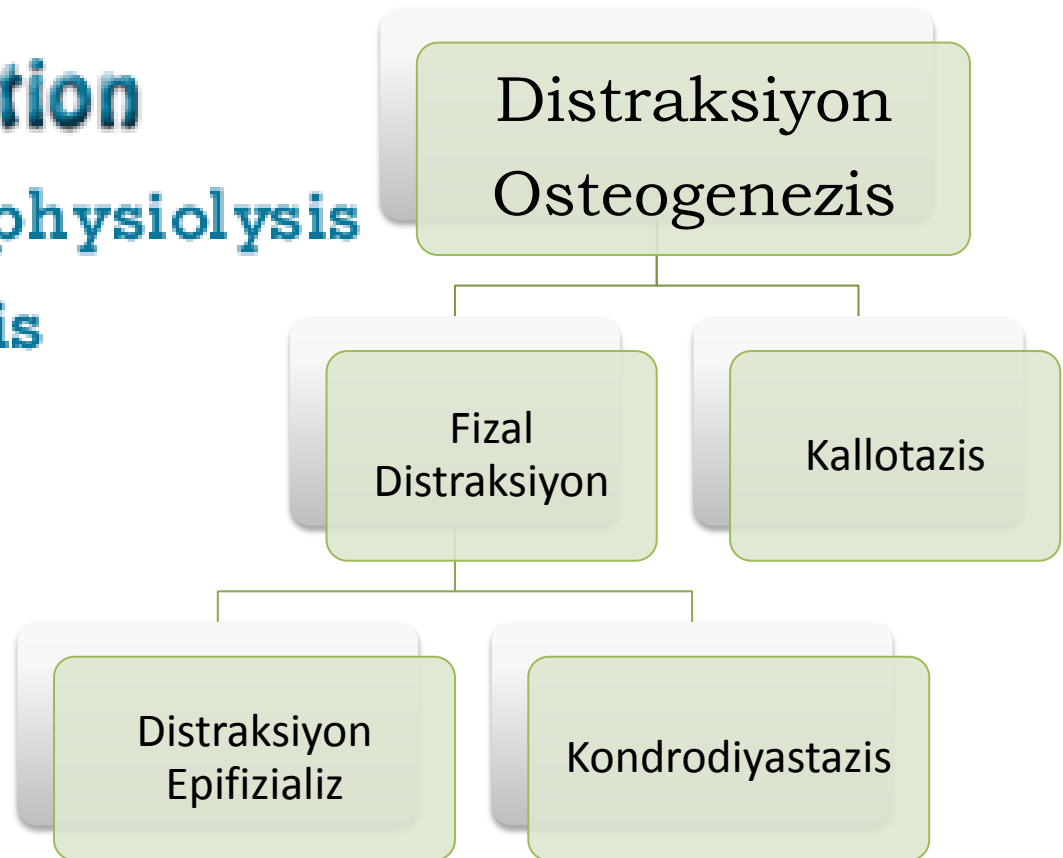 tion
physiolysis
is
Distraksiyon
Osteogenezis
Fizal
Distraksiyon
Kallotazis
Distraksiyon
Epifizializ
Kondrodiyastazis